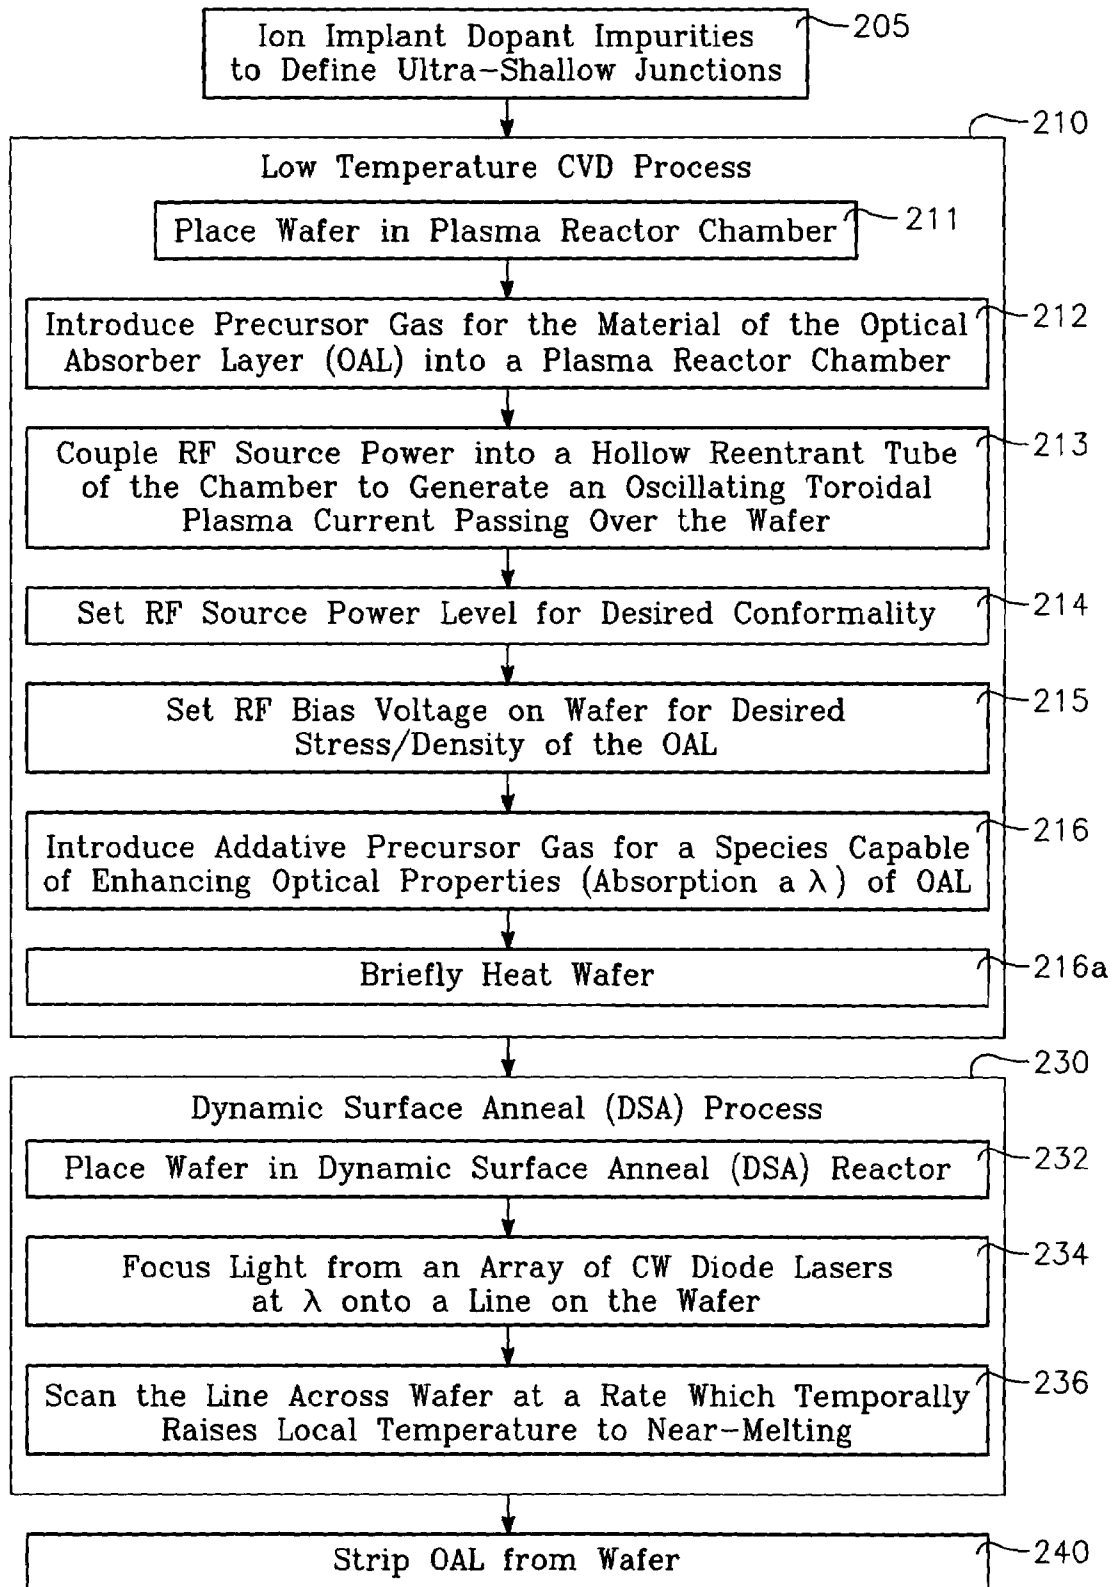 Ion Implant Dopant Impurities
to Define Ultra-Shallow Junctions
205
210
Low Temperature CVD Process
Place Wafer in Plasma Reactor Chamber
211
Introduce Precursor Gas for the Material of the Optical
Absorber Layer (OAL) into a Plasma Reactor Chamber
212
Couple RF Source Power into a Hollow Reentrant Tube
of the Chamber to Generate an Oscillating Toroidal
Plasma Current Passing Over the Wafer
213
Set RF Source Power Level for Desired Conformality
214
Set RF Bias Voltage on Wafer for Desired
Stress/Density of the OAL
215
Introduce Addative Precursor Gas for a Species Capable
of Enhancing Optical Properties (Absorption a λ) of OAL
216
Briefly Heat Wafer
216a
230
Dynamic Surface Anneal (DSA) Process
Place Wafer in Dynamic Surface Anneal (DSA) Reactor
232
Focus Light from an Array of CW Diode Lasers
at λ onto a Line on the Wafer
234
Scan the Line Across Wafer at a Rate Which Temporally
Raises Local Temperature to Near-Melting
236
Strip OAL from Wafer
240